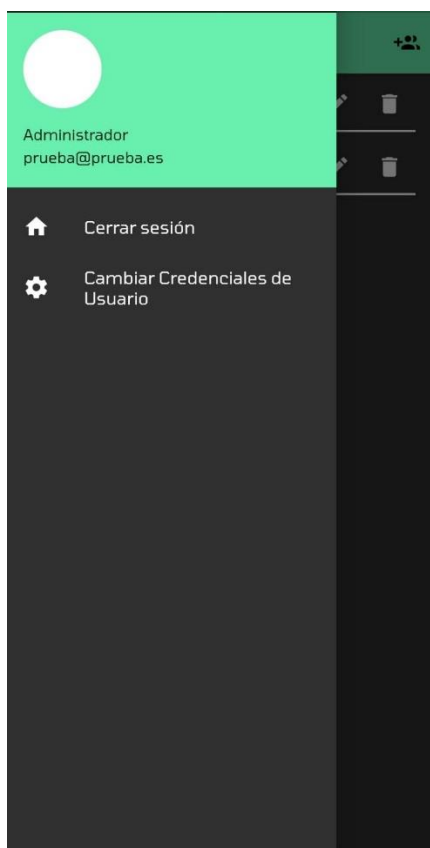 Administrador
prueba@prueba.es
Cerrar sesión
Cambiar Credenciales de
Usuario